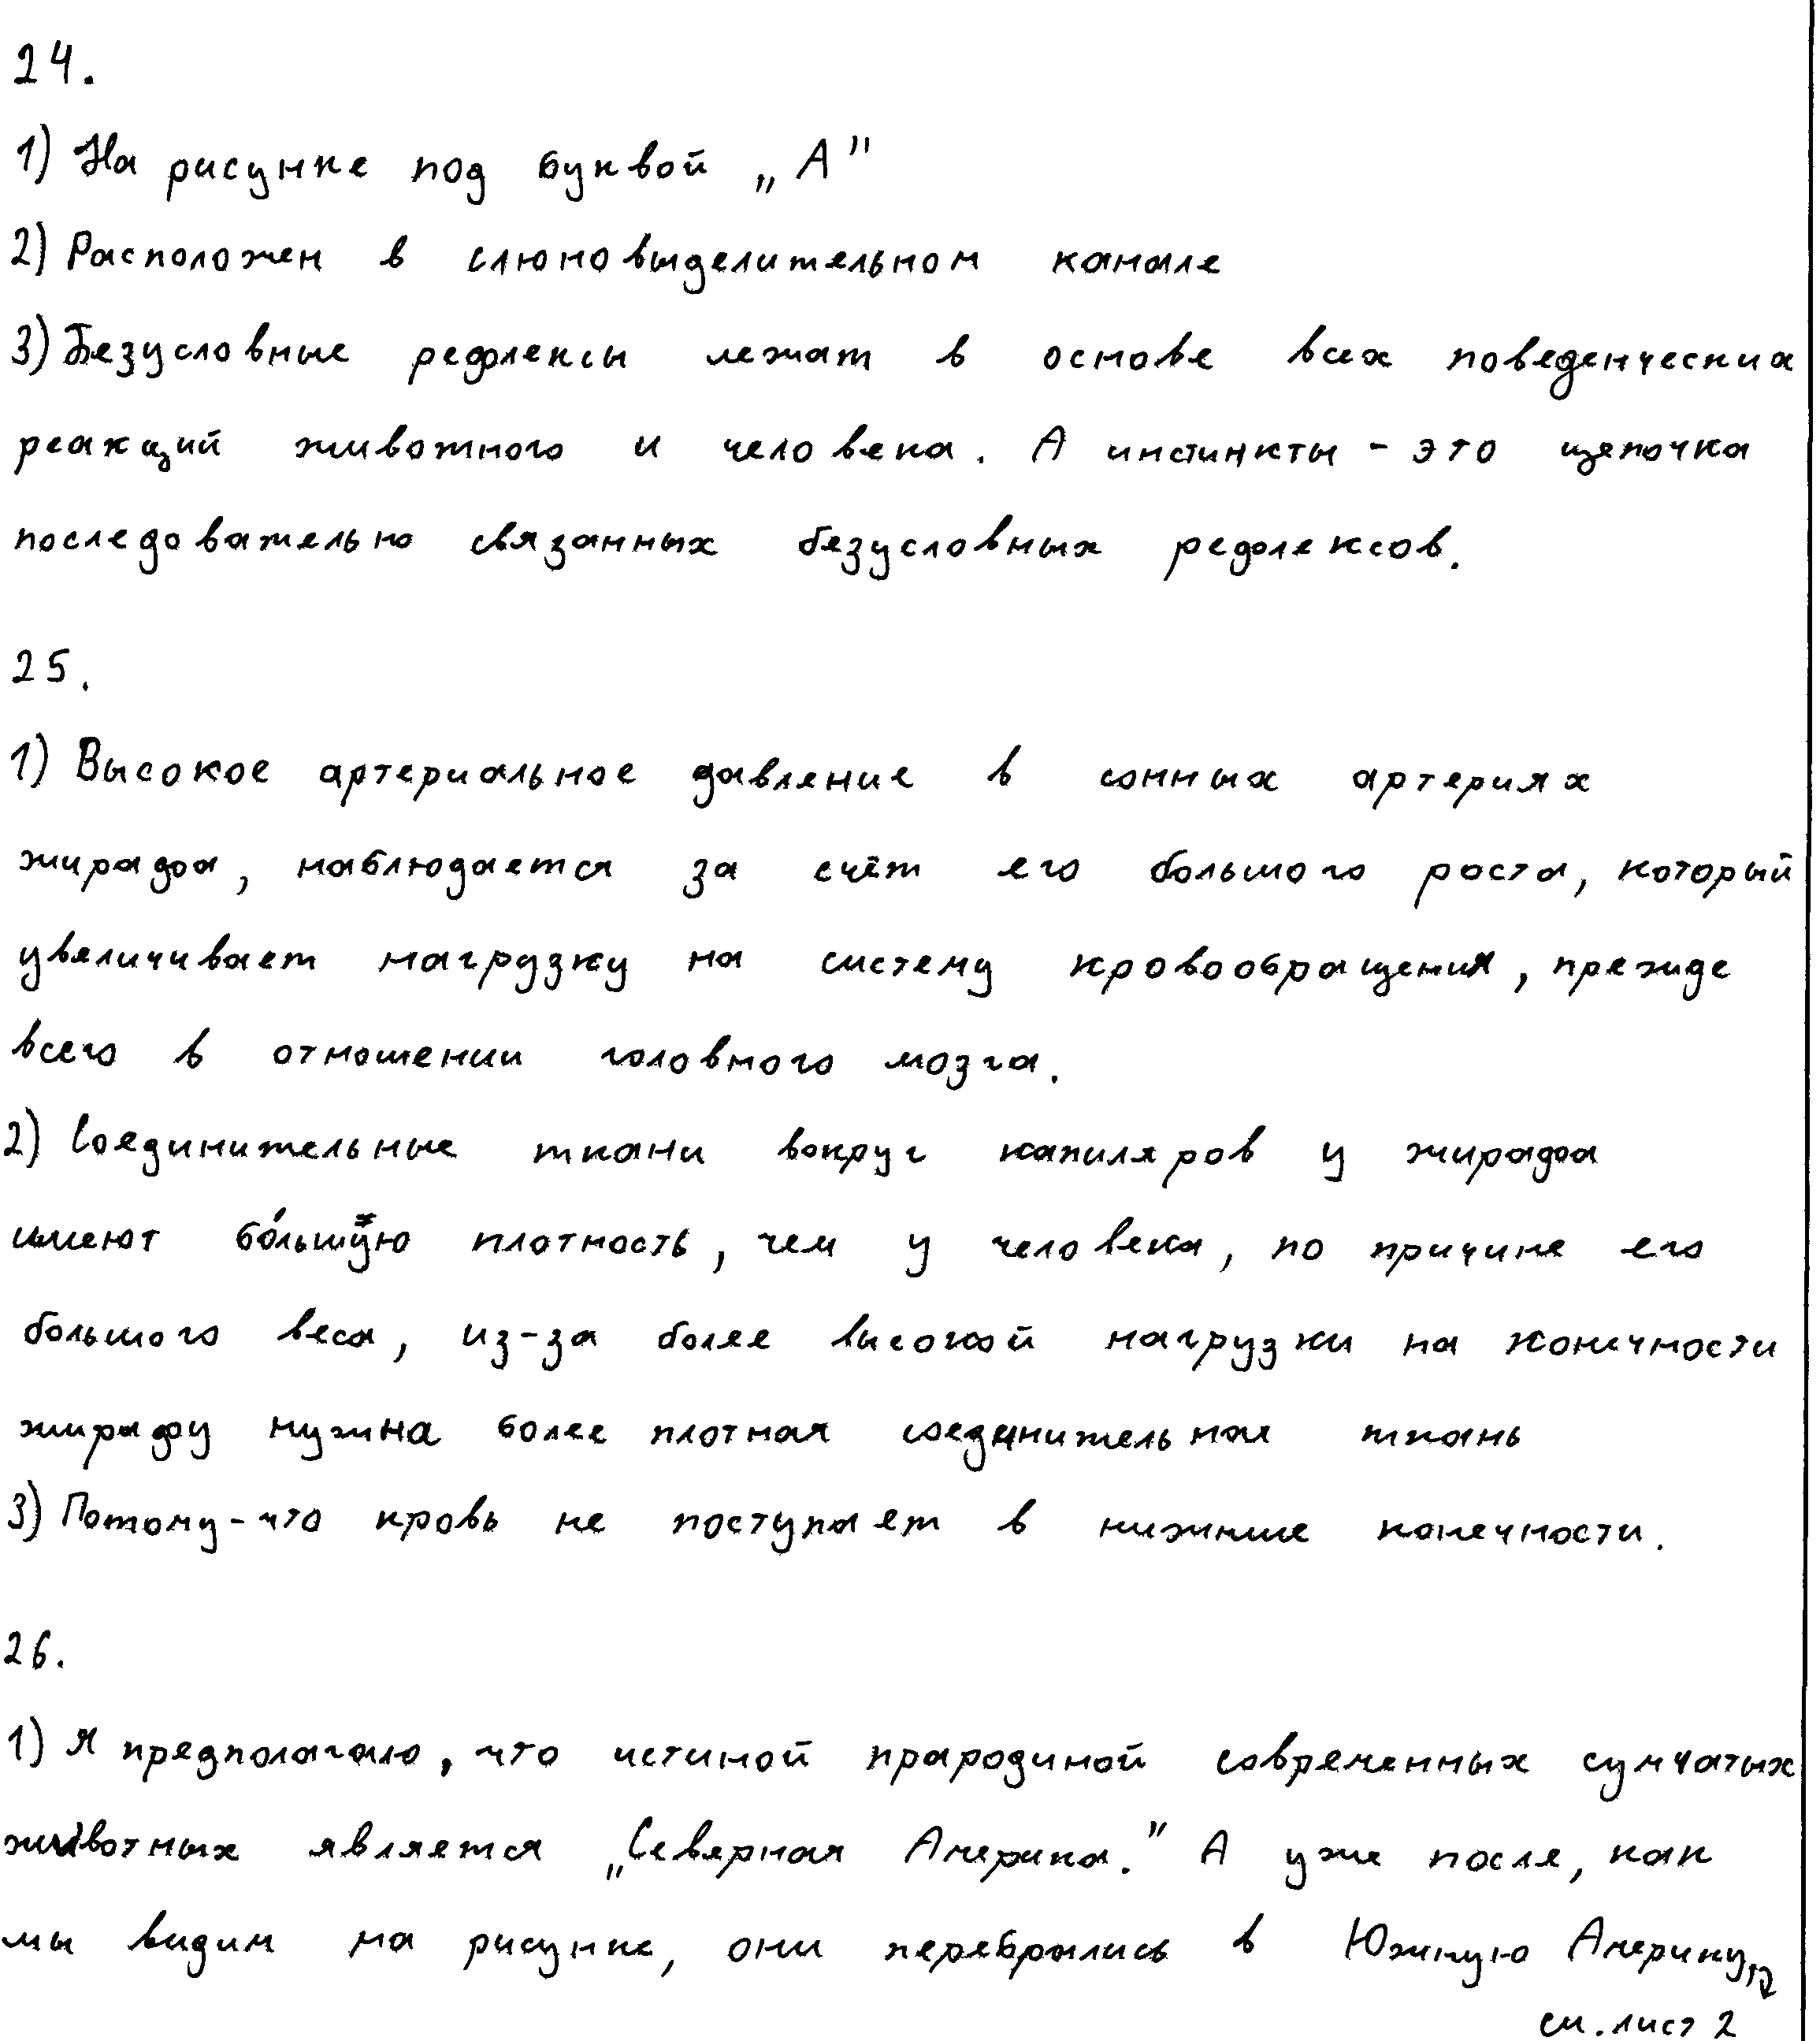 24.
1) На рисунке под буквой „А”
2) Расположен в слюновыделительном канале
3) Безусловные рефлексы лежат в основе всех поведенческих
реакций животного и человека. А инстинкты - это цепочка
последовательно связанных безусловных рефлексов.
25.
1) Высокое артериальное давление в сонных артериях
жирафа, наблюдается за счёт его большого роста, который
увеличивает нагрузку на систему кровообращения, прежде
всего в отношении головного мозга.
2) Соединительные ткани вокруг капиляров у жирафа
имеют бо́льшую плотность, чем у человека, по причине его
большого веса, из-за более высокой нагрузки на конечности
жирафу нужна более плотная соединительная ткань
3) Потому-что кровь не поступает в нижние конечности.
26.
1) Я предполагаю, что истиной прародиной современных сумчатых
животных является „Северная Америка.” А уже после, как
мы видим на рисунке, они перебрались в Южную Америку,
см. лист 2